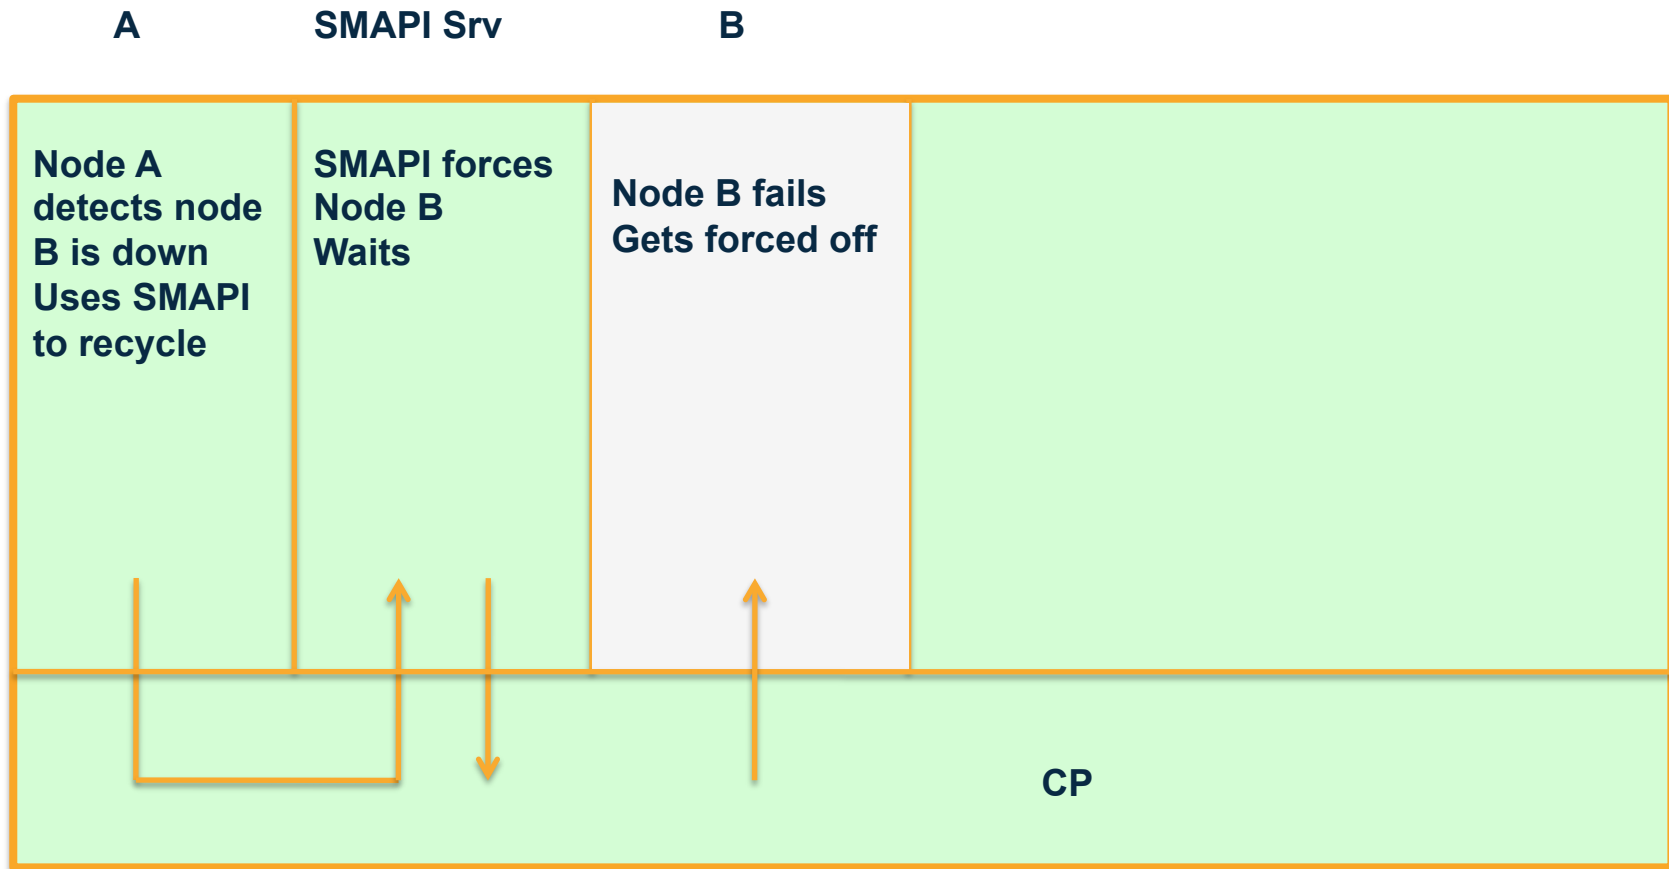 A
SMAPI Srv
B
Node A
detects node
B is down
Uses SMAPI
to recycle
SMAPI forces
Node B
Waits
Node B fails
Gets forced off
CP